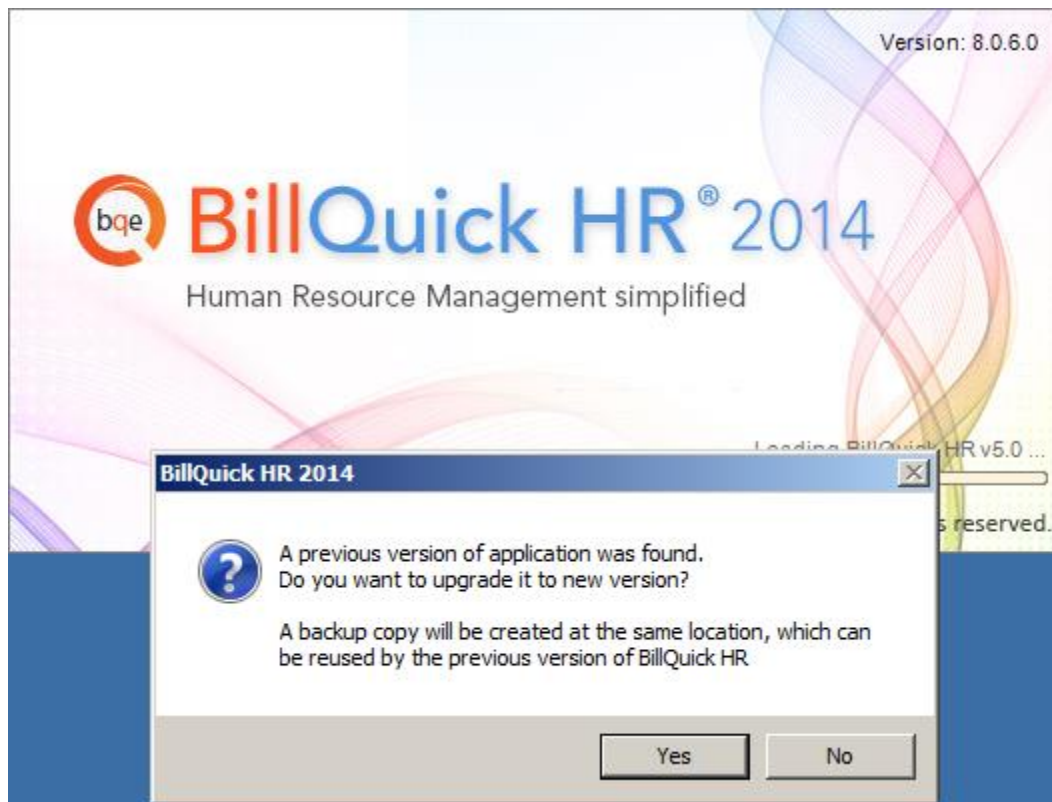 Version: 8.0.6.0
bqe BillQuick HR® 2014
Human Resource Management simplified
Loading BillQuick HR v5.0 ...
s reserved.
BillQuick HR 2014
A previous version of application was found.
Do you want to upgrade it to new version?
A backup copy will be created at the same location, which can
be reused by the previous version of BillQuick HR
Yes
No